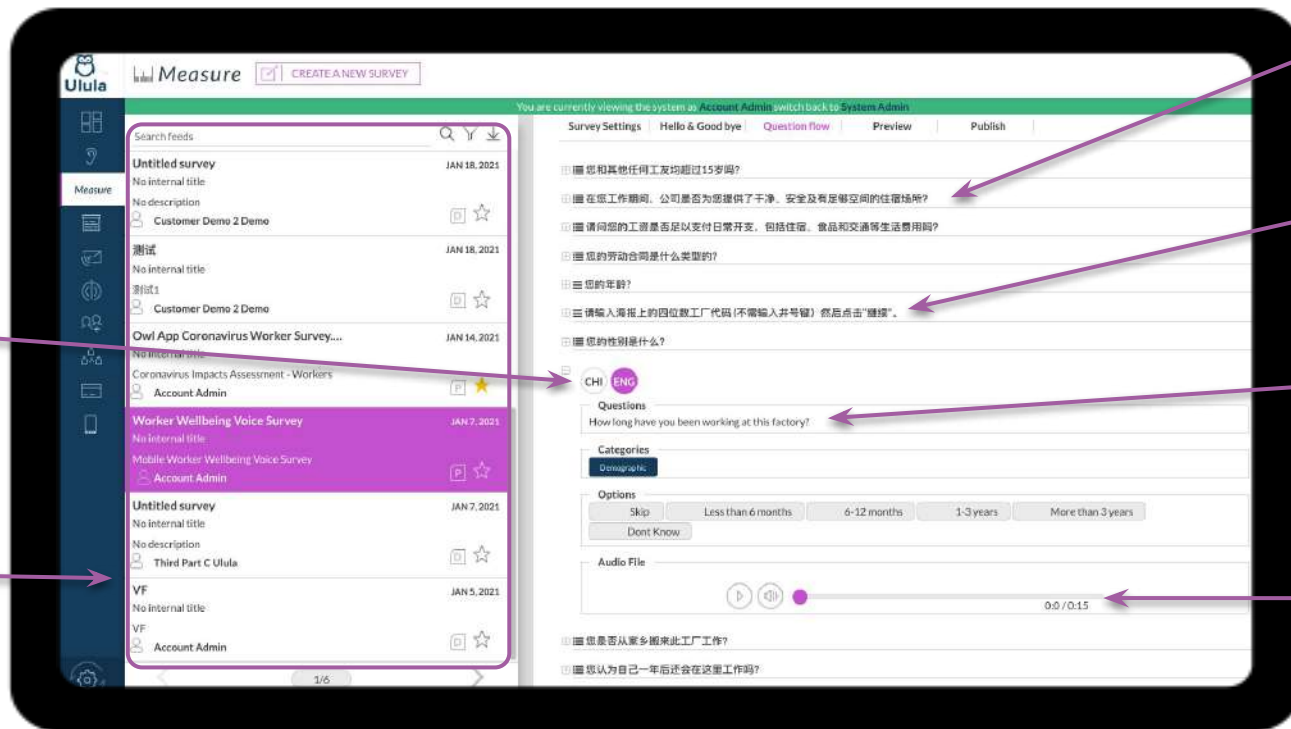 Ulula
Measure
CREATE A NEW SURVEY
You are currently viewing the system as Account Admin switch back to System Admin
Measure
Search feeds
Untitled survey
JAN 18, 2021
No internal title
No description
Customer Demo 2 Demo
D
测试
JAN 18, 2021
No internal title
测试1
Customer Demo 2 Demo
D
Owl App Coronavirus Worker Survey....
JAN 14, 2021
No internal title
Coronavirus Impacts Assessment - Workers
Account Admin
P
Worker Wellbeing Voice Survey
JAN 7, 2021
No internal title
Mobile Worker Wellbeing Voice Survey
Account Admin
P
Untitled survey
JAN 7, 2021
No internal title
No description
Third Part C Ulula
D
VF
JAN 5, 2021
No internal title
VF
Account Admin
D
1/6
Survey Settings
Hello & Good bye
Question flow
Preview
Publish
您和其他任何工友均超过15岁吗?
在您工作期间，公司是否为您提供了干净、安全及有足够空间的住宿场所?
请问您的工资是否足以支付日常开支，包括住宿、食品和交通等生活费用吗?
您的劳动合同是什么类型的?
您的年龄?
请输入海报上的四位数工厂代码(不需输入井号键) 然后点击"继续"。
您的性别是什么?
CHI ENG
Questions
How long have you been working at this factory?
Categories
Demographic
Options
Skip
Less than 6 months
6-12 months
1-3 years
More than 3 years
Dont Know
Audio File
0:0 / 0:15
您是否从家乡搬来此工厂工作?
您认为自己一年后还会在这里工作吗?